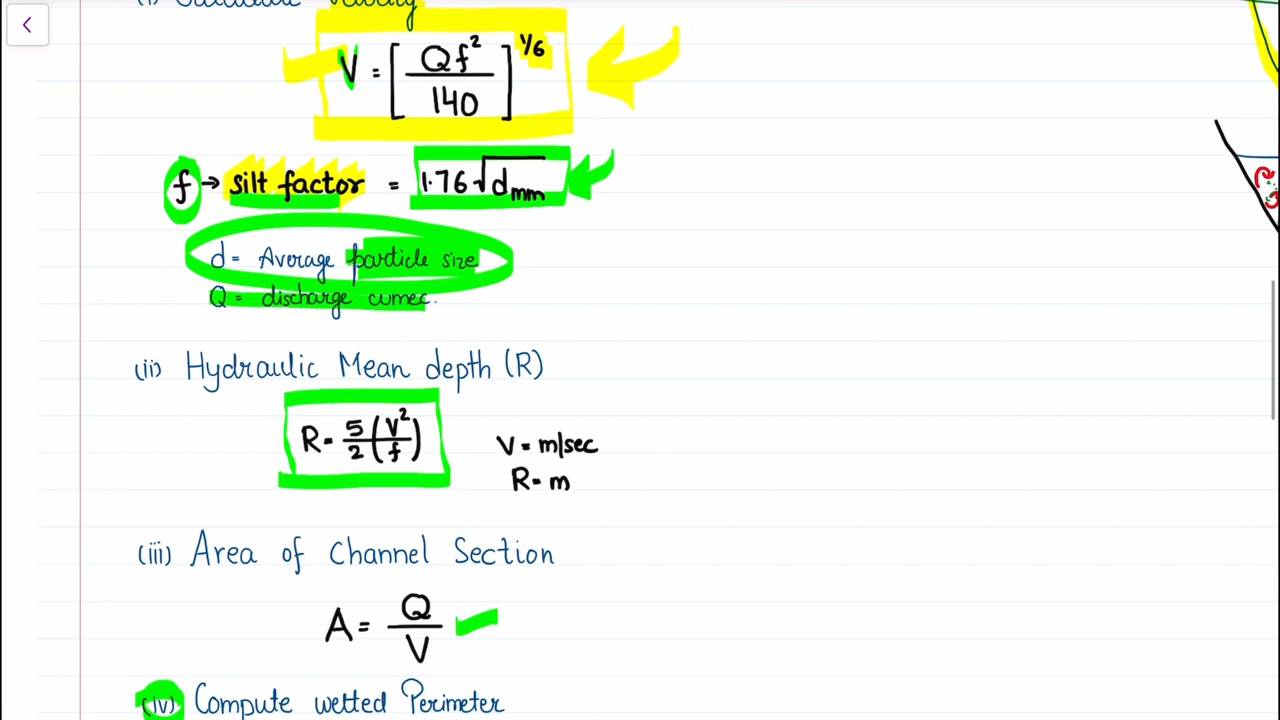 V = [Qf²/140]^1/6
f → silt factor = 1.76√d mm
d = Average particle size
Q = discharge cumec.
(ii) Hydraulic Mean depth (R)
R = 5/2 (V²/f)
V = m/sec
R = m
(iii) Area of Channel Section
A = Q/V
(iv) Compute wetted Perimeter